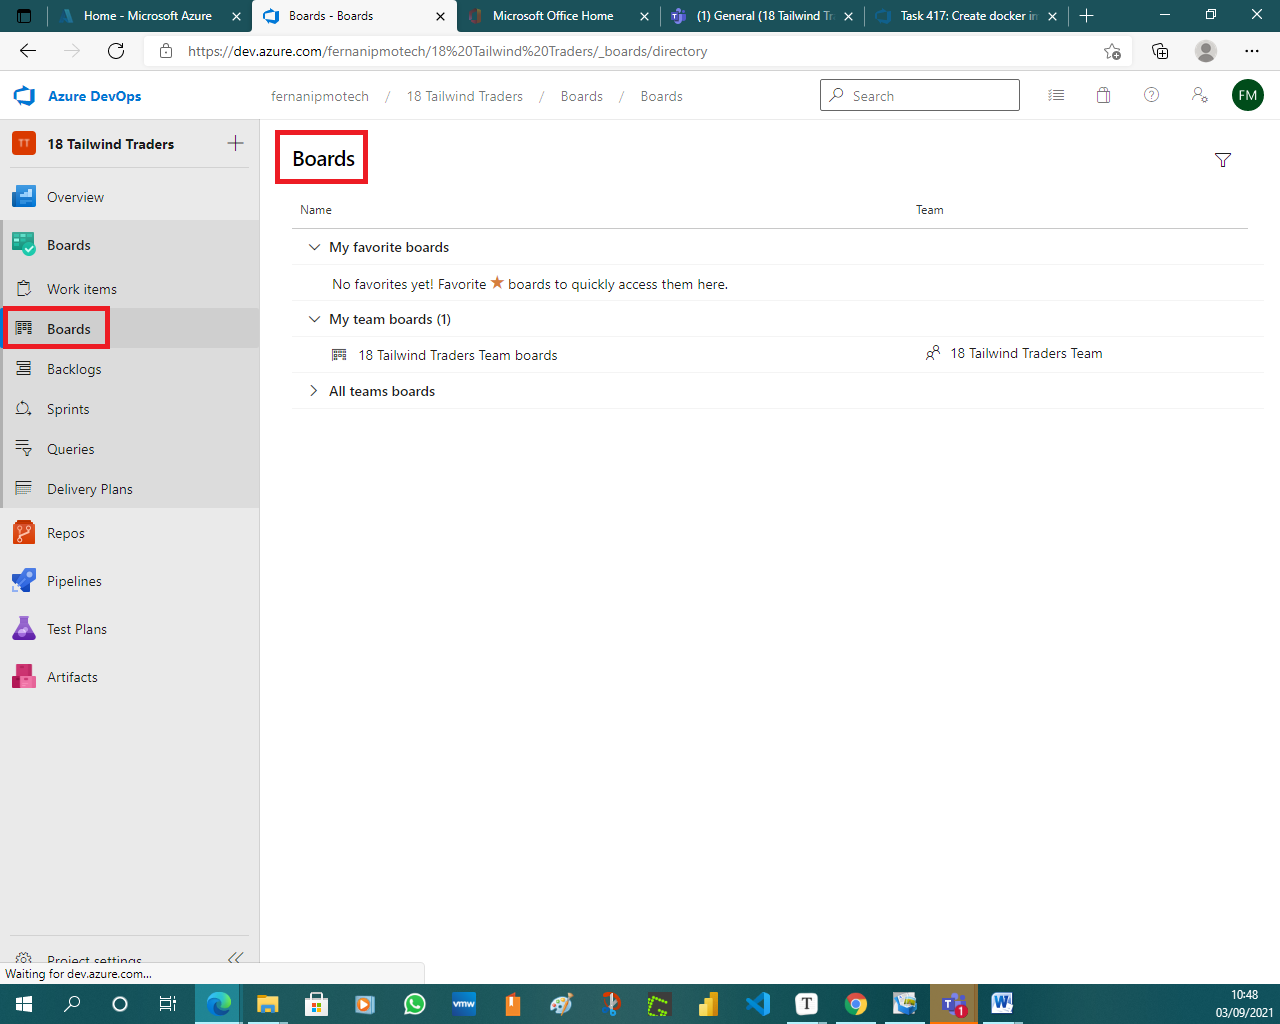 Home - Microsoft Azure
Boards - Boards
Microsoft Office Home
(1) General (18 Tailwind Tr
Task 417: Create docker im
https://dev.azure.com/fernanipmotech/18%20Tailwind%20Traders/_boards/directory
Azure DevOps
fernanipmotech / 18 Tailwind Traders / Boards / Boards
Search
FM
TT 18 Tailwind Traders
Overview
Boards
Work items
Boards
Backlogs
Sprints
Queries
Delivery Plans
Repos
Pipelines
Test Plans
Artifacts
Project settings
Waiting for dev.azure.com...
Boards
Name Team
My favorite boards
No favorites yet! Favorite ★ boards to quickly access them here.
My team boards (1)
18 Tailwind Traders Team boards 18 Tailwind Traders Team
All teams boards
vmw
T
1
W
10:48
03/09/2021